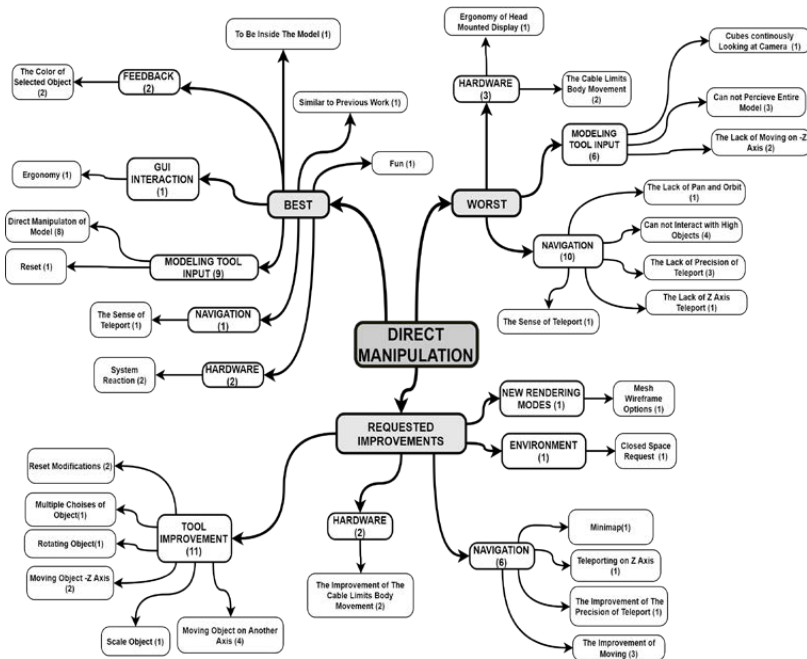 To Be Inside The Model (1)
FEEDBACK
(2)
The Color of
Selected Object
(2)
Similar to Previous Work (1)
GUI
INTERACTION
(1)
Ergonomy (1)
Fun (1)
BEST
Direct Manipulaton of
Model (8)
Reset (1)
MODELING TOOL
INPUT (9)
The Sense of
Teleport (1)
NAVIGATION
(1)
System
Reaction (2)
HARDWARE
(2)
Ergonomy of Head
Mounted Display (1)
HARDWARE
(3)
The Cable Limits
Body Movement
(2)
Cubes continously
Looking at Camera (1)
MODELING
TOOL INPUT
(6)
Can not Percieve Entire
Model (3)
The Lack of Moving on -Z
Axis (2)
WORST
The Lack of Pan and Orbit
(1)
NAVIGATION
(10)
Can not Interact with High
Objects (4)
The Lack of Precision of
Teleport (3)
The Lack of Z Axis
Teleport (1)
The Sense of Teleport (1)
DIRECT
MANIPULATION
REQUESTED
IMPROVEMENTS
NEW RENDERING
MODES (1)
Mesh
Wireframe
Options (1)
ENVIRONMENT
(1)
Closed Space
Request (1)
Reset Modifications (2)
Multiple Choises of
Object(1)
Rotating Object(1)
TOOL
IMPROVEMENT
(11)
Moving Object -Z Axis
(2)
Scale Object (1)
Moving Object on Another
Axis (4)
HARDWARE
(2)
The Improvement of The
Cable Limits Body
Movement (2)
NAVIGATION
(6)
Minimap(1)
Teleporting on Z Axis
(1)
The Improvement of The
Precision of Teleport (1)
The Improvement of
Moving (3)